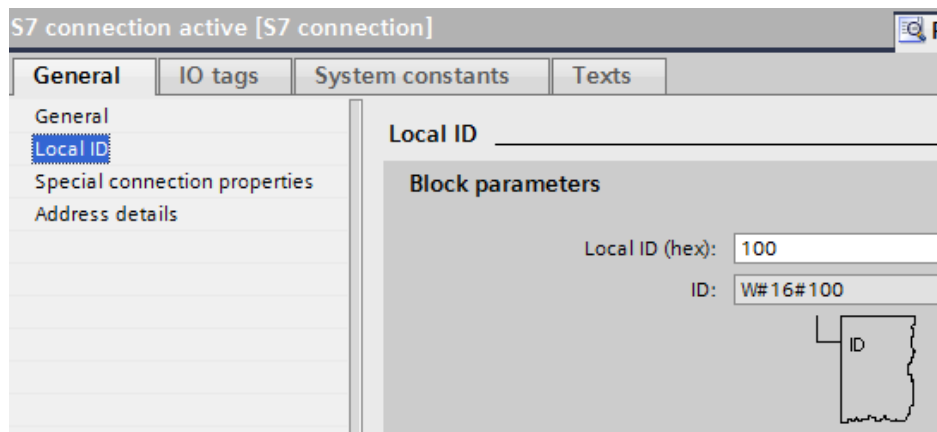 S7 connection active [S7 connection]
General IO tags System constants Texts
General
Local ID
Special connection properties
Address details
Local ID
Block parameters
Local ID (hex): 100
ID: W#16#100
ID